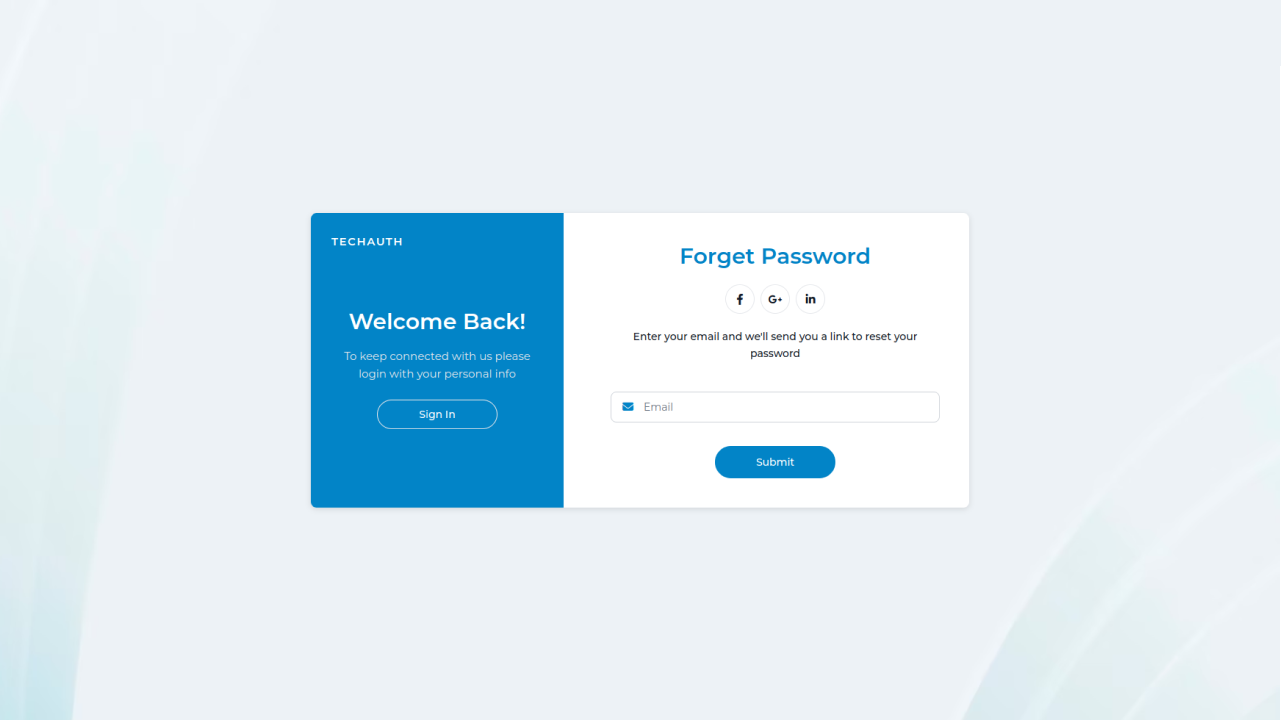 TECHAUTH
Welcome Back!
To keep connected with us please
login with your personal info
Sign In
Forget Password
f
G+
in
Enter your email and we'll send you a link to reset your
password
Email
Submit